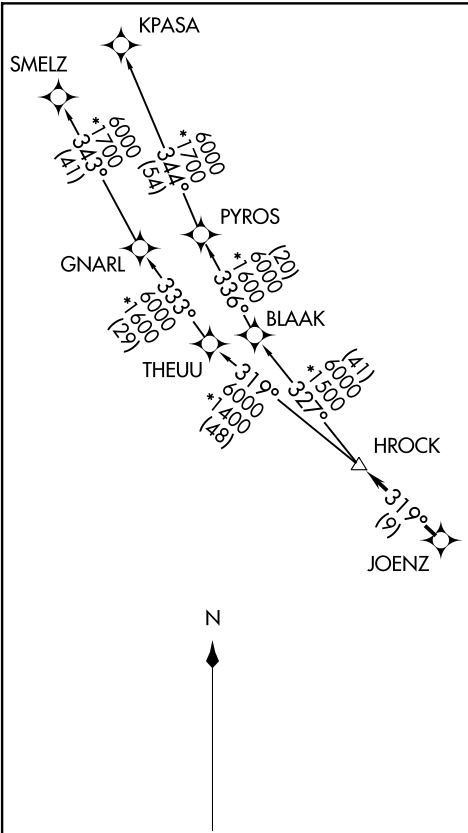 KPASA
SMELZ
6000
*1700
343°
(41)
6000
*1700
344°
(54)
PYROS
GNARL
(20)
6000
*1600
336°
333°
6000
*1600
(29)
BLAAK
THEUU
(41)
6000
*1500
327°
319°
6000
*1400
(48)
HROCK
319°
(9)
JOENZ
N